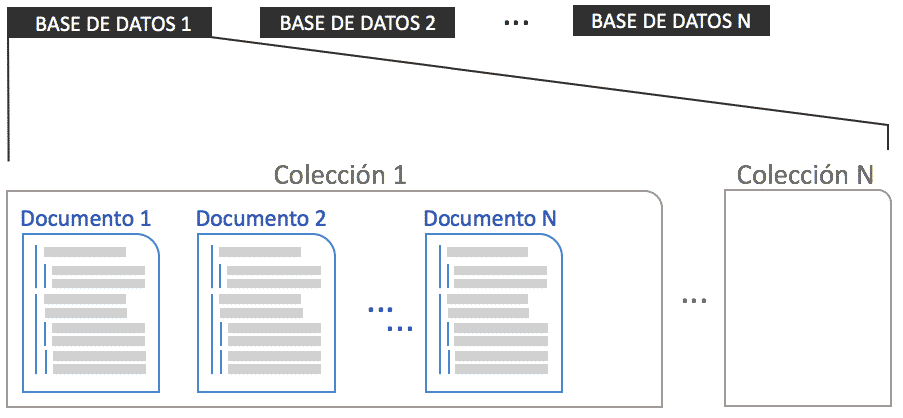 BASE DE DATOS 1
BASE DE DATOS 2
...
BASE DE DATOS N
Colección 1
Colección N
Documento 1
Documento 2
Documento N
...
...
...